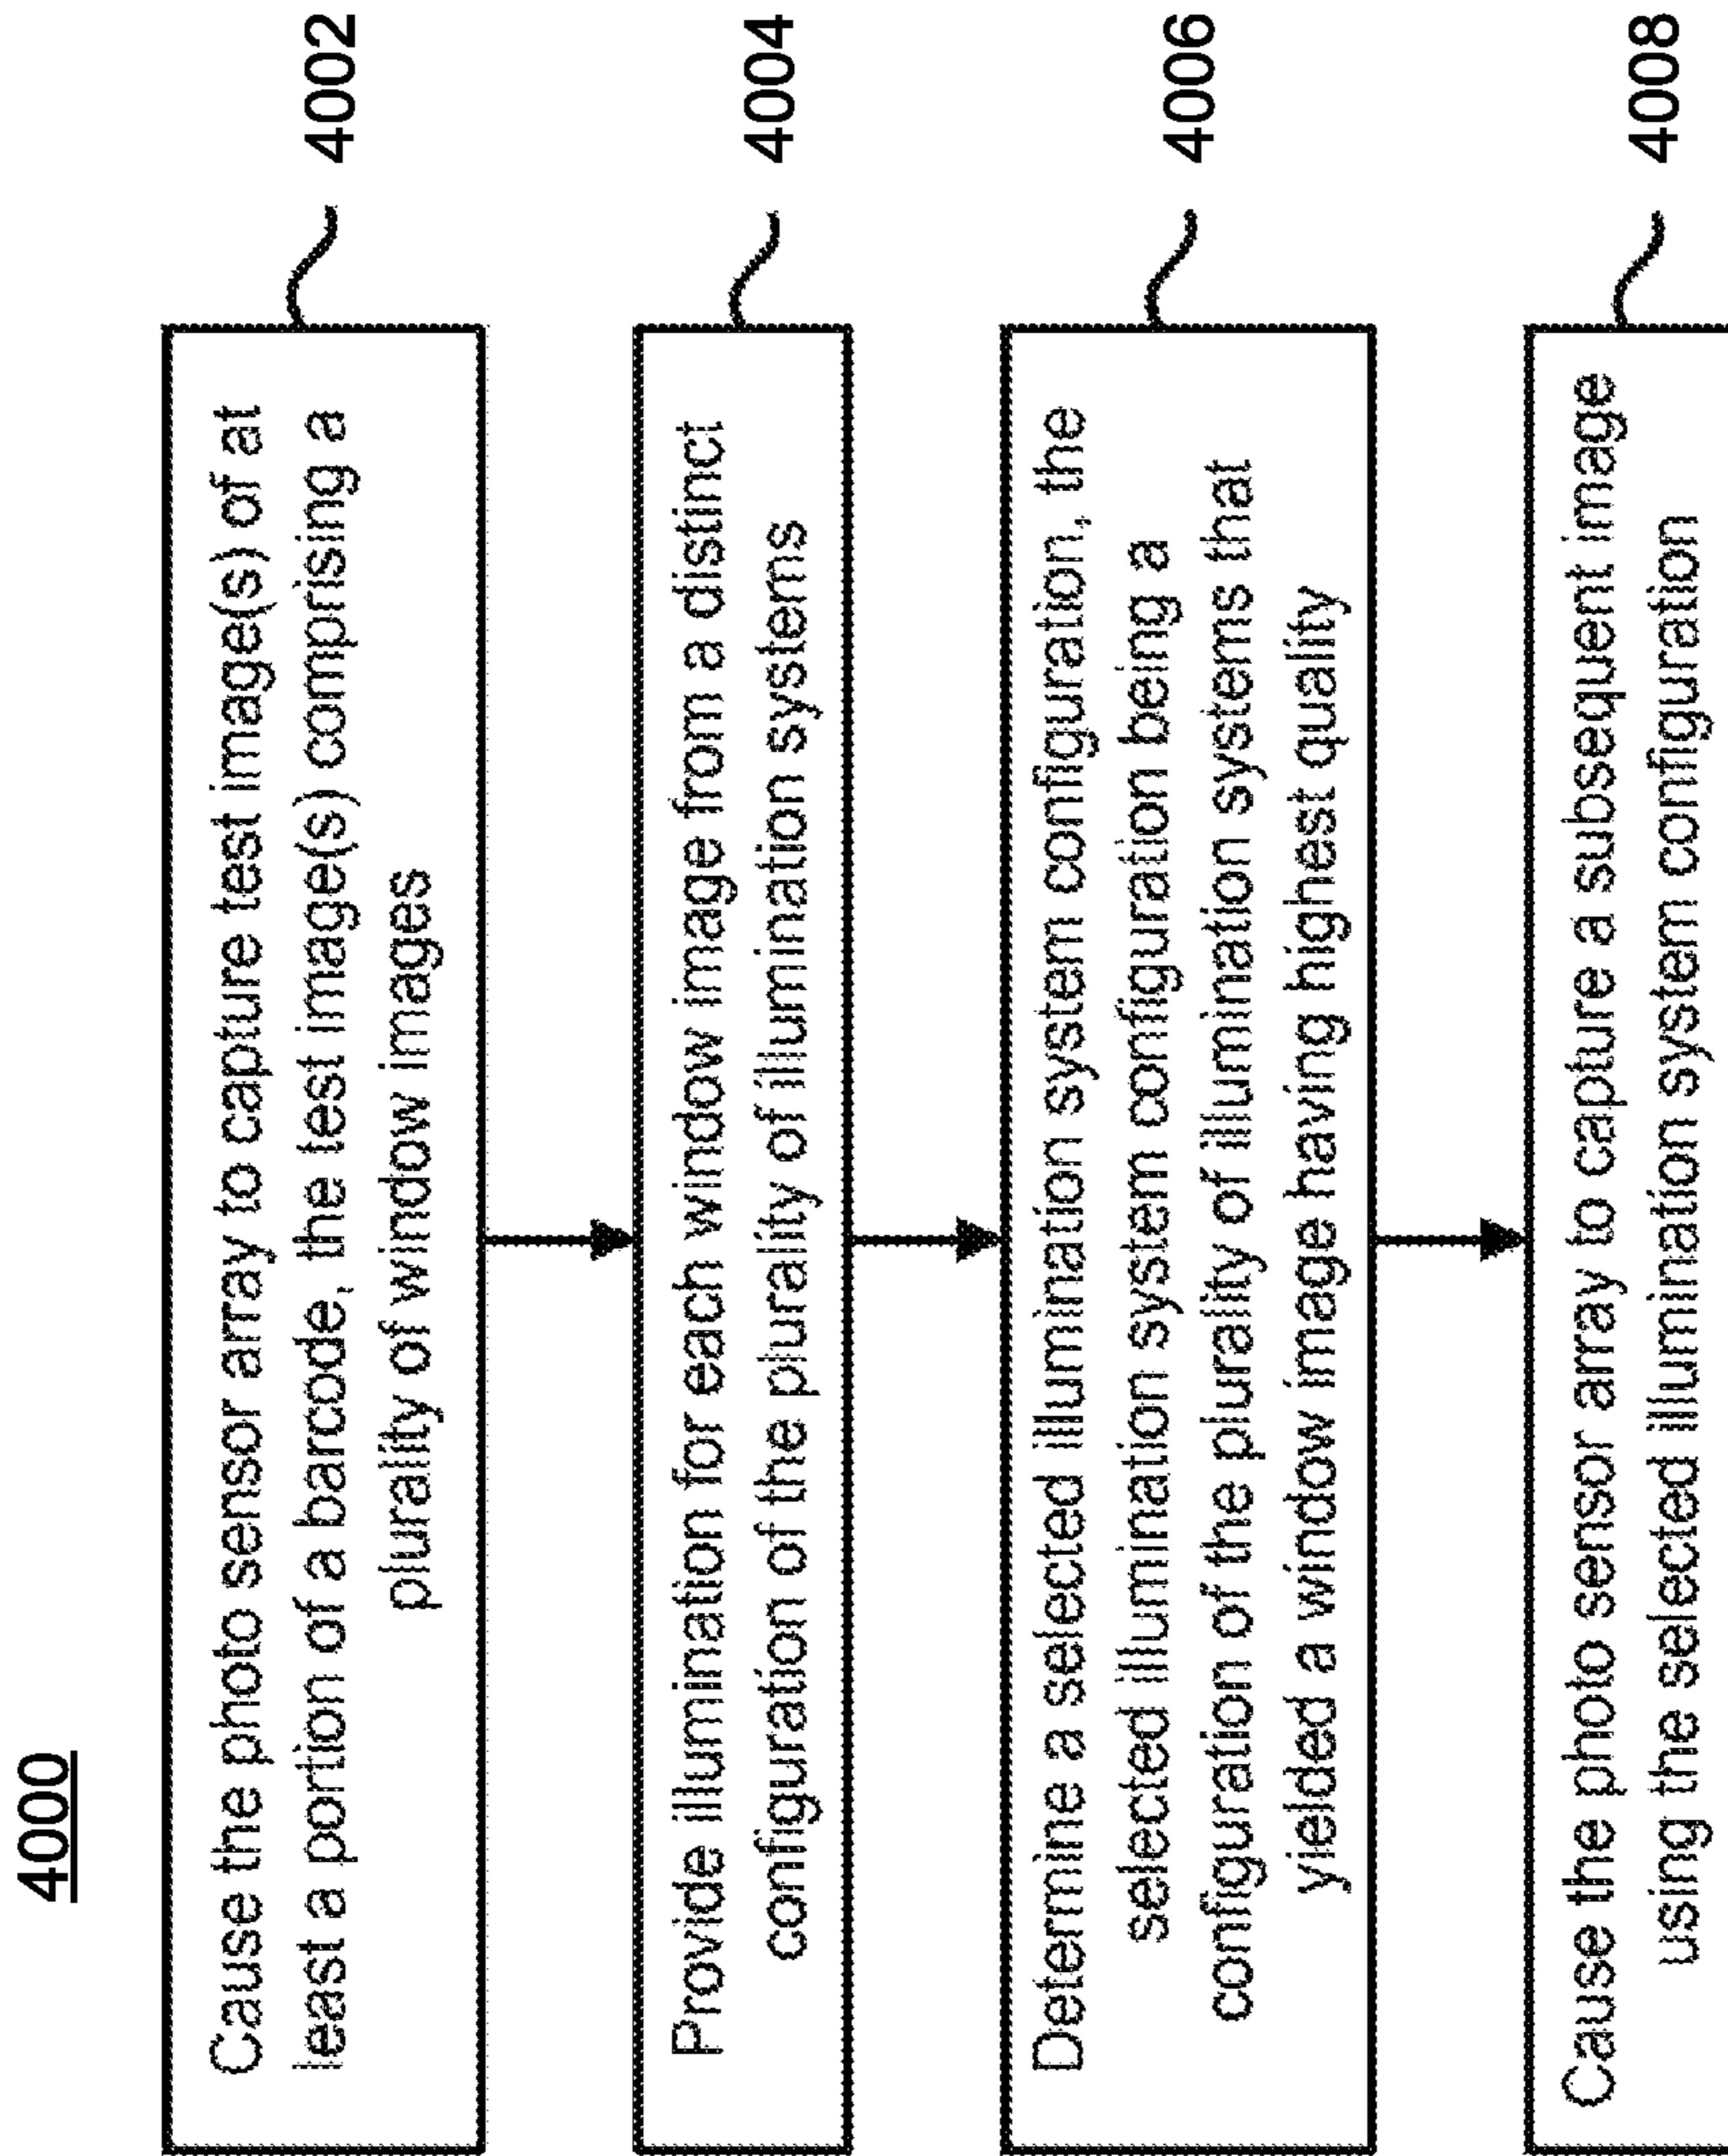 4000
Cause the photo sensor array to capture test image(s) of at
least a portion of a barcode, the test image(s) comprising a
plurality of window images
4002
Provide illumination for each window image from a distinct
configuration of the plurality of illumination systems
4004
Determine a selected illumination system configuration, the
selected illumination system configuration being a
configuration of the plurality of illumination systems that
yielded a window image having highest quality
4006
Cause the photo sensor array to capture a subsequent image
using the selected illumination system configuration
4008